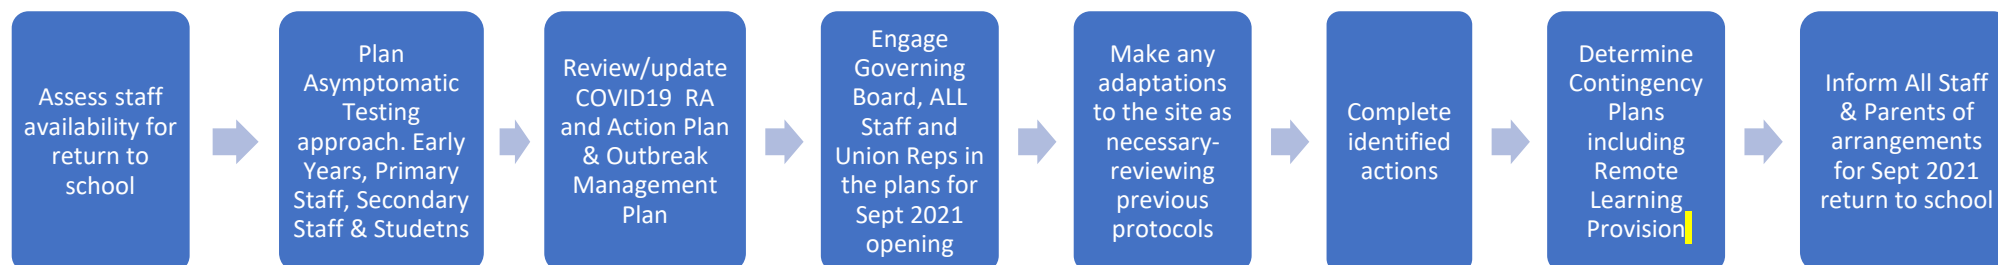 Assess staff
availability for
return to
school
Plan
Asymptomatic
Testing
approach. Early
Years, Primary
Staff, Secondary
Staff & Studetns
Review/update
COVID19  RA
and Action Plan
& Outbreak
Management
Plan
Engage
Governing
Board, ALL
Staff and
Union Reps in
the plans for
Sept 2021
opening
Make any
adaptations
to the site as
necessary-
reviewing
previous
protocols
Complete
identified
actions
Determine
Contingency
Plans
including
Remote
Learning
Provision
Inform All Staff
& Parents of
arrangements
for Sept 2021
return to school